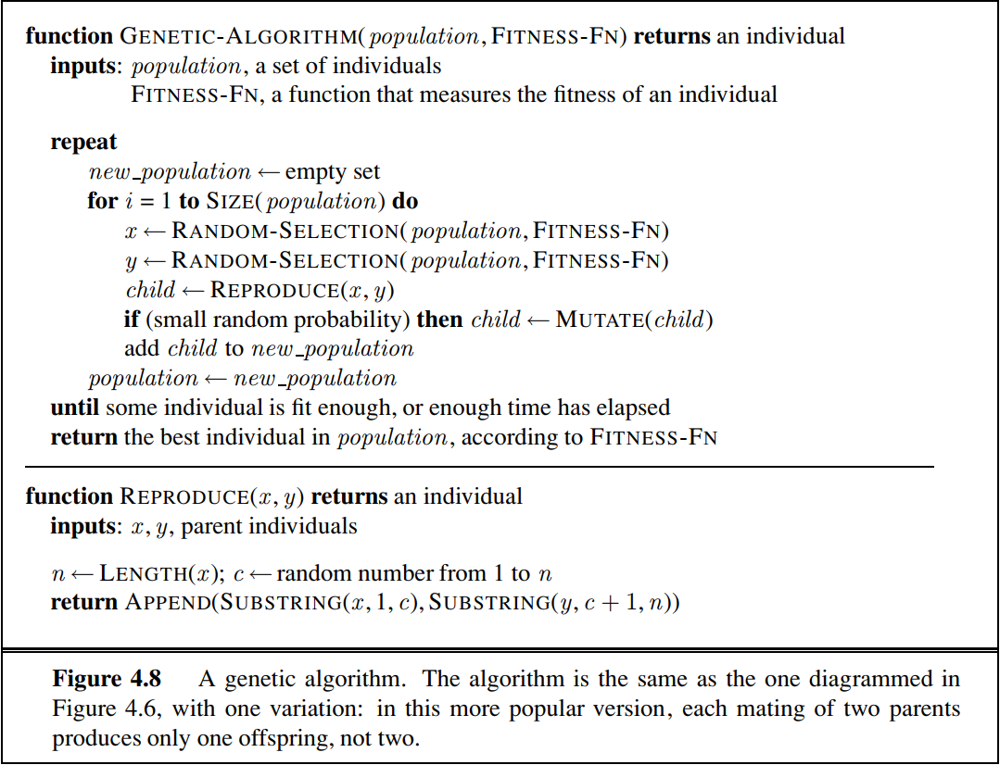 function GENETIC-ALGORITHM(population, FITNESS-FN) returns an individual
inputs: population, a set of individuals
FITNESS-FN, a function that measures the fitness of an individual
repeat
new_population ← empty set
for i = 1 to SIZE(population) do
x ← RANDOM-SELECTION(population, FITNESS-FN)
y ← RANDOM-SELECTION(population, FITNESS-FN)
child ← REPRODUCE(x, y)
if (small random probability) then child ← MUTATE(child)
add child to new_population
population ← new_population
until some individual is fit enough, or enough time has elapsed
return the best individual in population, according to FITNESS-FN
function REPRODUCE(x, y) returns an individual
inputs: x, y, parent individuals
n ← LENGTH(x); c ← random number from 1 to n
return APPEND(SUBSTRING(x, 1, c), SUBSTRING(y, c + 1, n))
Figure 4.8 A genetic algorithm. The algorithm is the same as the one diagrammed in
Figure 4.6, with one variation: in this more popular version, each mating of two parents
produces only one offspring, not two.